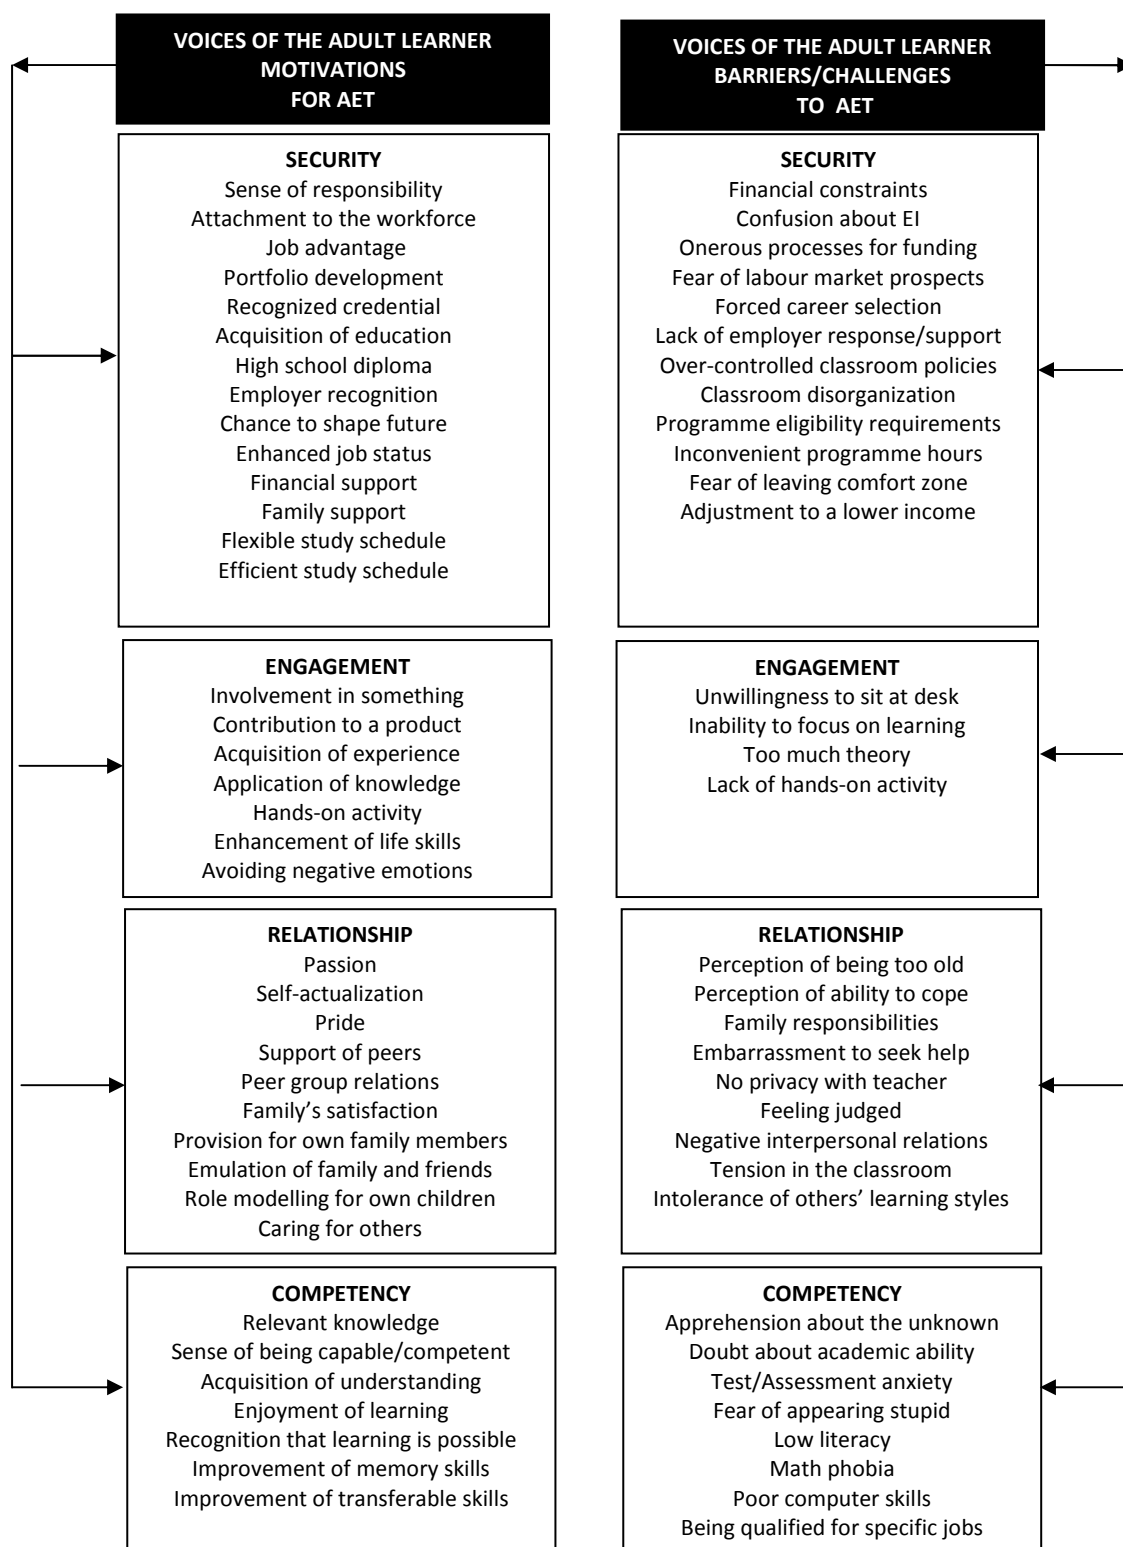 VOICES OF THE ADULT LEARNER
MOTIVATIONS
FOR AET
SECURITY
Sense of responsibility
Attachment to the workforce
Job advantage
Portfolio development
Recognized credential
Acquisition of education
High school diploma
Employer recognition
Chance to shape future
Enhanced job status
Financial support
Family support
Flexible study schedule
Efficient study schedule
ENGAGEMENT
Involvement in something
Contribution to a product
Acquisition of experience
Application of knowledge
Hands-on activity
Enhancement of life skills
Avoiding negative emotions
RELATIONSHIP
Passion
Self-actualization
Pride
Support of peers
Peer group relations
Family’s satisfaction
Provision for own family members
Emulation of family and friends
Role modelling for own children
Caring for others
COMPETENCY
Relevant knowledge
Sense of being capable/competent
Acquisition of understanding
Enjoyment of learning
Recognition that learning is possible
Improvement of memory skills
Improvement of transferable skills
VOICES OF THE ADULT LEARNER
BARRIERS/CHALLENGES
TO AET
SECURITY
Financial constraints
Confusion about EI
Onerous processes for funding
Fear of labour market prospects
Forced career selection
Lack of employer response/support
Over-controlled classroom policies
Classroom disorganization
Programme eligibility requirements
Inconvenient programme hours
Fear of leaving comfort zone
Adjustment to a lower income
ENGAGEMENT
Unwillingness to sit at desk
Inability to focus on learning
Too much theory
Lack of hands-on activity
RELATIONSHIP
Perception of being too old
Perception of ability to cope
Family responsibilities
Embarrassment to seek help
No privacy with teacher
Feeling judged
Negative interpersonal relations
Tension in the classroom
Intolerance of others’ learning styles
COMPETENCY
Apprehension about the unknown
Doubt about academic ability
Test/Assessment anxiety
Fear of appearing stupid
Low literacy
Math phobia
Poor computer skills
Being qualified for specific jobs